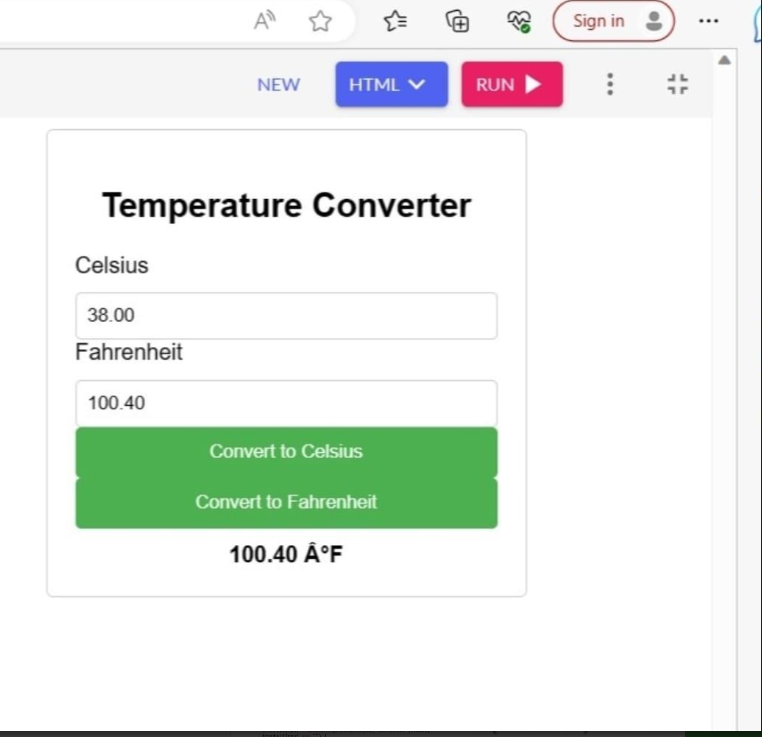 Sign in
NEW
HTML
RUN
Temperature Converter
Celsius
38.00
Fahrenheit
100.40
Convert to Celsius
Convert to Fahrenheit
100.40 Â°F